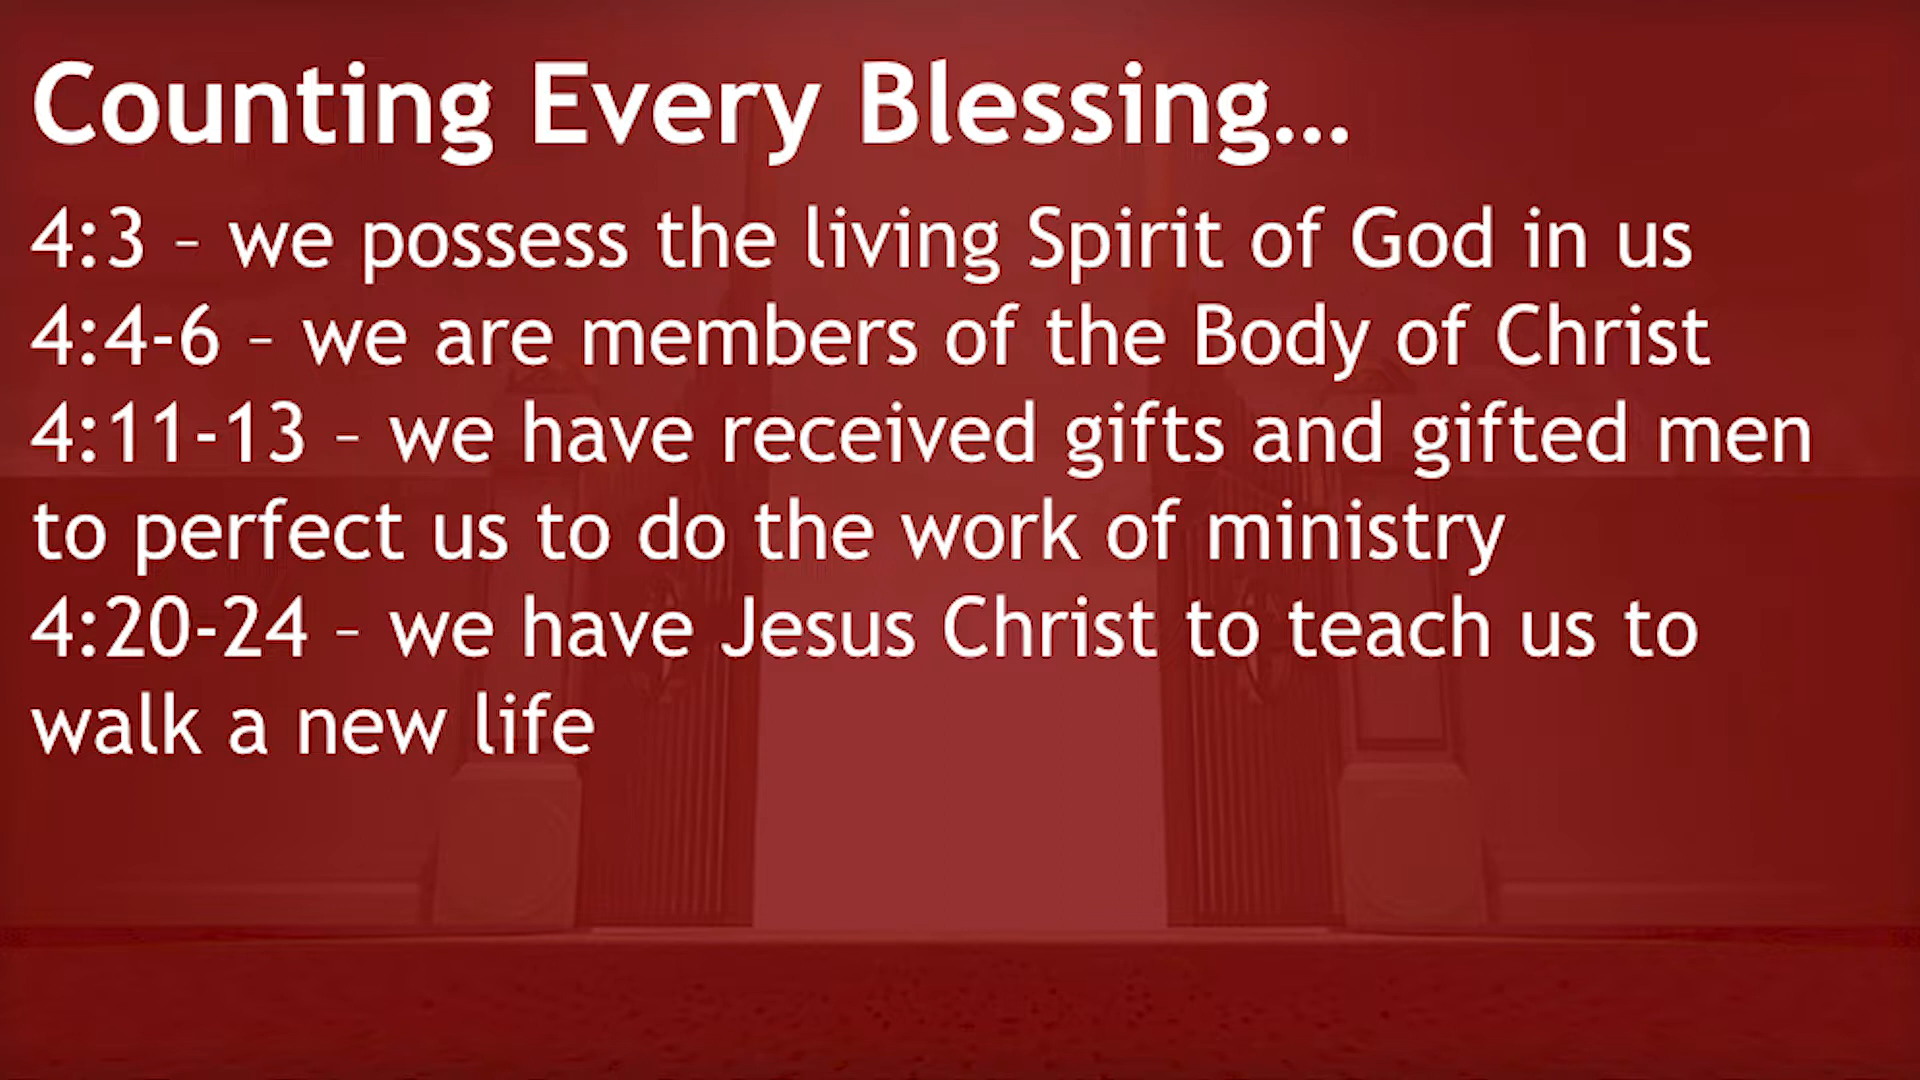 Counting Every Blessing...
4:3 – we possess the living Spirit of God in us
4:4-6 – we are members of the Body of Christ
4:11-13 – we have received gifts and gifted men
to perfect us to do the work of ministry
4:20-24 – we have Jesus Christ to teach us to
walk a new life